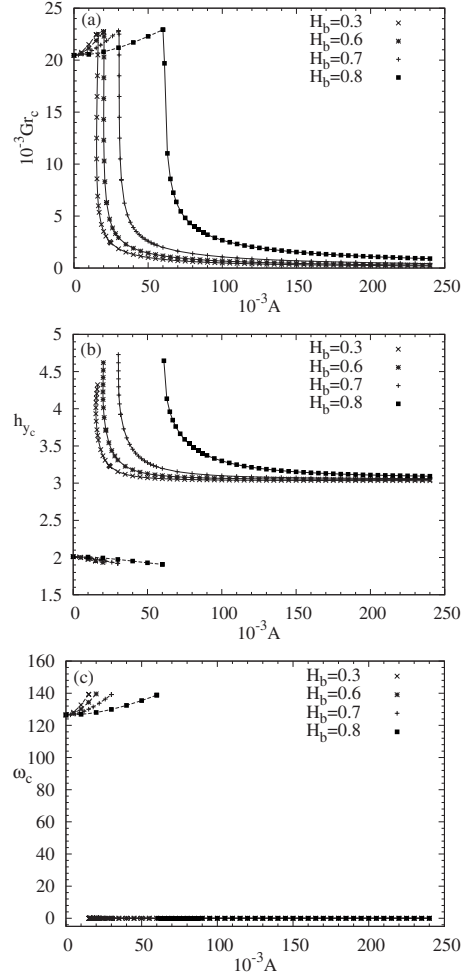 (a)
H_b=0.3
H_b=0.6
H_b=0.7
H_b=0.8
10^-3Gr_c
25
20
15
10
5
0
0 50 100 150 200 250
10^-3A
(b)
H_b=0.3
H_b=0.6
H_b=0.7
H_b=0.8
h_y_c
5
4.5
4
3.5
3
2.5
2
1.5
0 50 100 150 200 250
10^-3A
(c)
H_b=0.3
H_b=0.6
H_b=0.7
H_b=0.8
ω_c
160
140
120
100
80
60
40
20
0
0 50 100 150 200 250
10^-3A